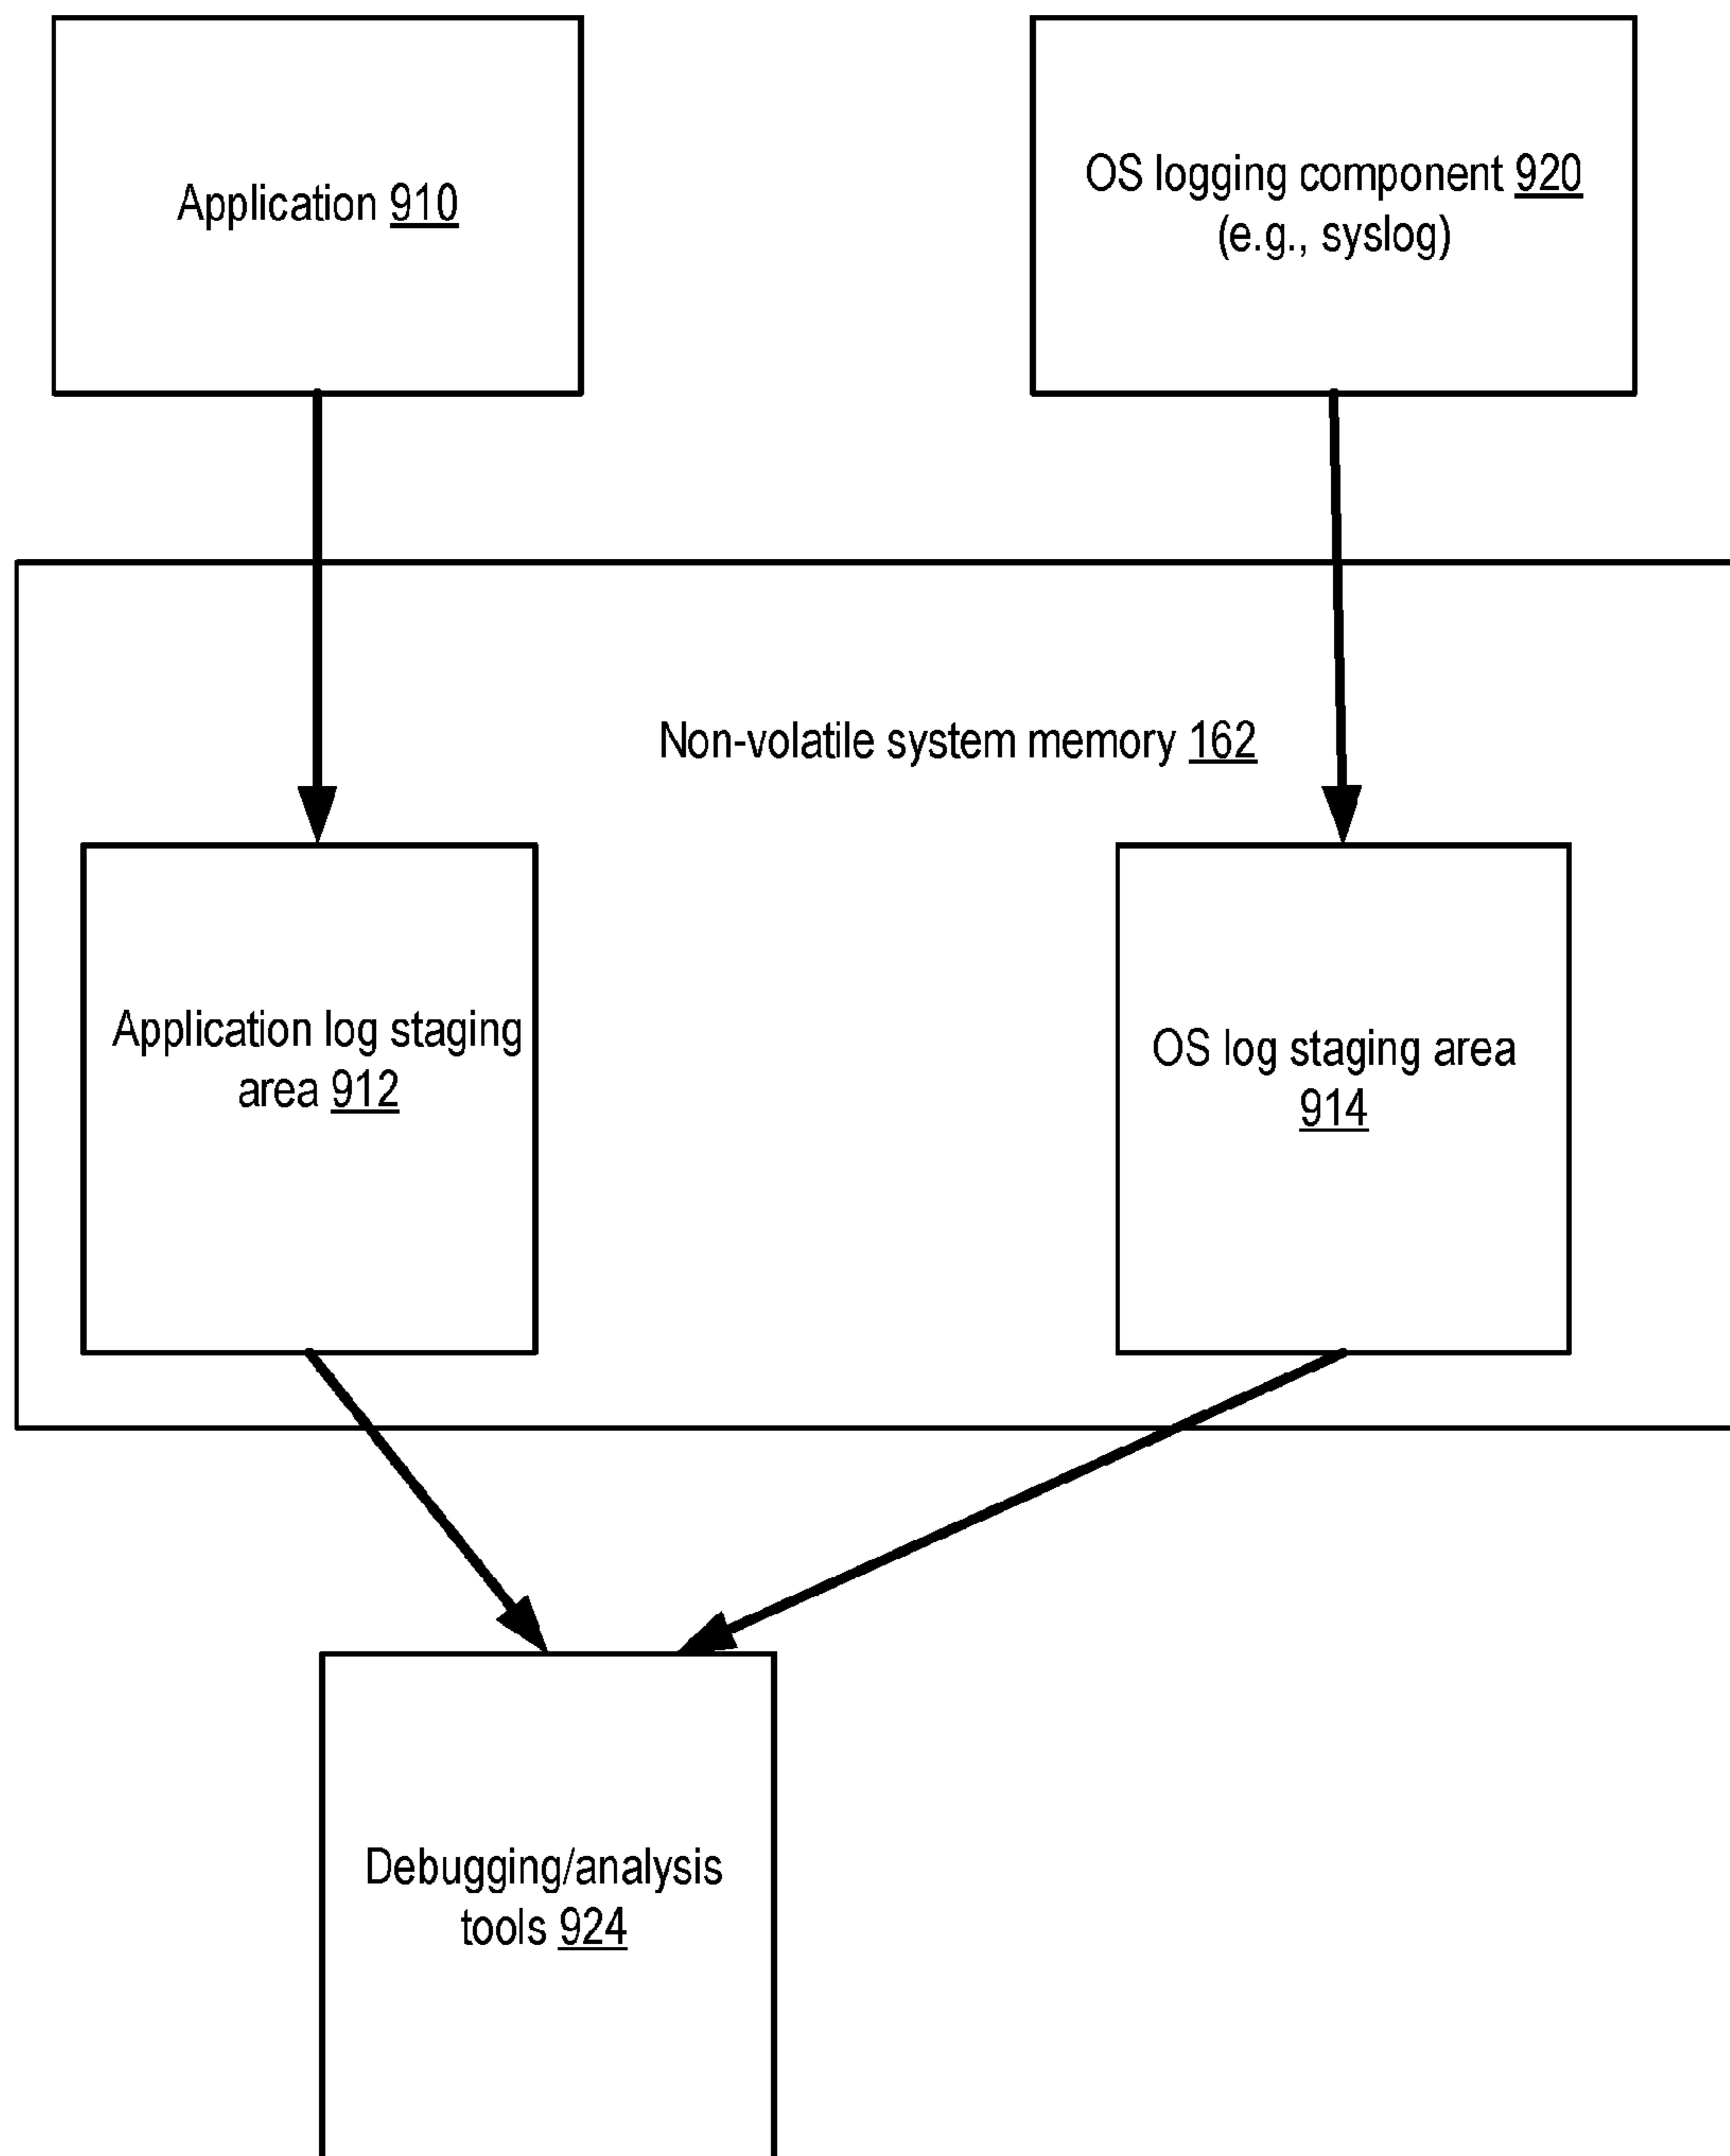 Application 910
OS logging component 920
(e.g., syslog)
Non-volatile system memory 162
Application log staging
area 912
OS log staging area
914
Debugging/analysis
tools 924